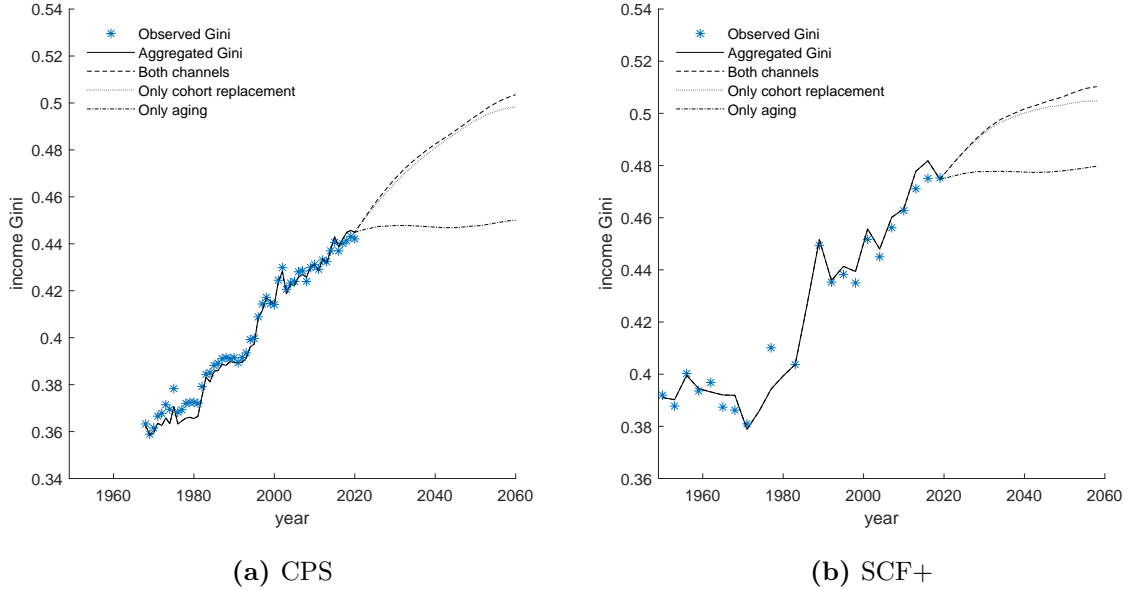 0.54
0.52
0.5
0.48
0.46
0.44
0.42
0.4
0.38
0.36
0.34
income Gini
Observed Gini
Aggregated Gini
Both channels
Only cohort replacement
Only aging
1960 1980 2000 2020 2040 2060
year
(a) CPS
0.54
0.52
0.5
0.48
0.46
0.44
0.42
0.4
0.38
0.36
income Gini
Observed Gini
Aggregated Gini
Both channels
Only cohort replacement
Only aging
1960 1980 2000 2020 2040 2060
year
(b) SCF+